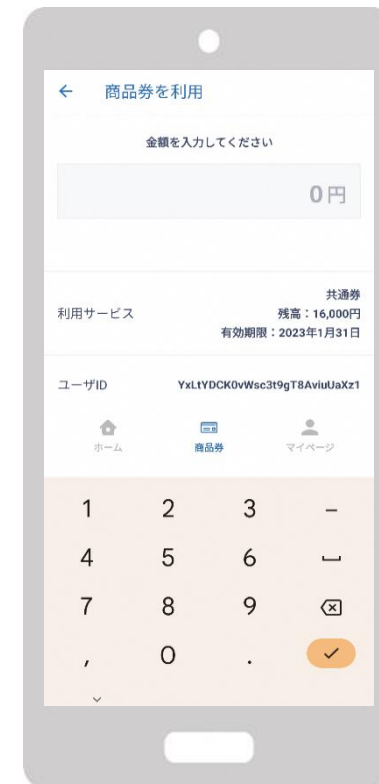 ← 商品券を利用
金額を入力してください
0円
共通券
利用サービス 残高：16,000円
有効期限：2023年1月31日
ユーザID YxLtYDCK0vWsc3t9gT8AviuUaXz1
ホーム 商品券 マイページ
1 2 3 −
4 5 6 ⎵
7 8 9
, 0 .